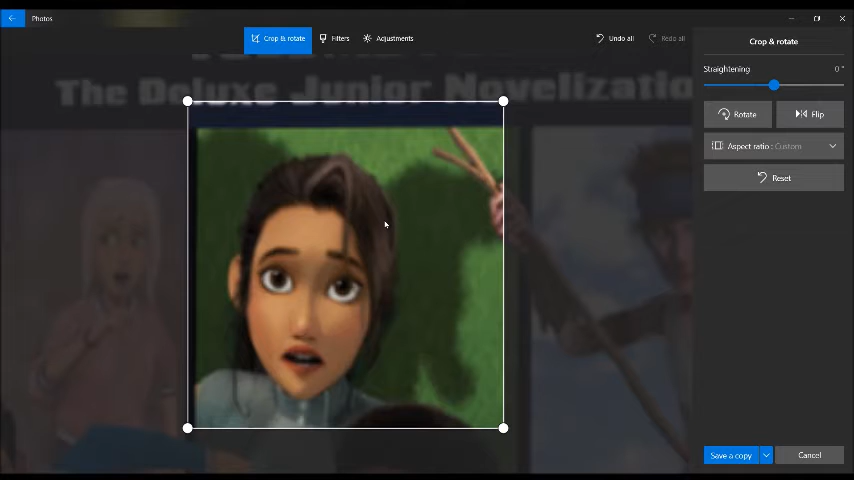 Photos
Crop & rotate
Filters
Adjustments
Undo all
Redo all
Crop & rotate
The Deluxe Junior Novelizatio
Straightening
0 °
Rotate
Flip
Aspect ratio : Custom
Reset
Save a copy
Cancel